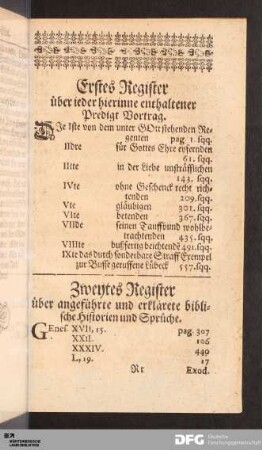 Erstes Register
über ieder hierinne enthaltener
Predigt Vortrag.
Die Iste von dem unter GOtt stehenden Re-
genten pag 1. sqq.
IIdre für Gottes Ehre eyfernden
61. sqq.
IIIte in der Liebe unsträfflichen
143. sqq.
IVte ohne Geschenck recht rich-
tenden 209. sqq.
Vte gläubigen 301. sqq.
VIte betenden 367. sqq.
VIIde seinen Tauffbund wohlbe-
trachtenden 435. sqq.
VIIIte bußfertig beichtende 491. sqq.
IXte das durch sonderbare Straff Exempel
zur Busse geruffene Lübeck 557. sqq.
Zweytes Register
über angeführte und erklärete bibli-
sche Historien und Sprüche.
Genes. XVII, 15. pag. 307
XXII. 106
XXXIV. 449
L, 19. 17
Rr Exod.
DFG